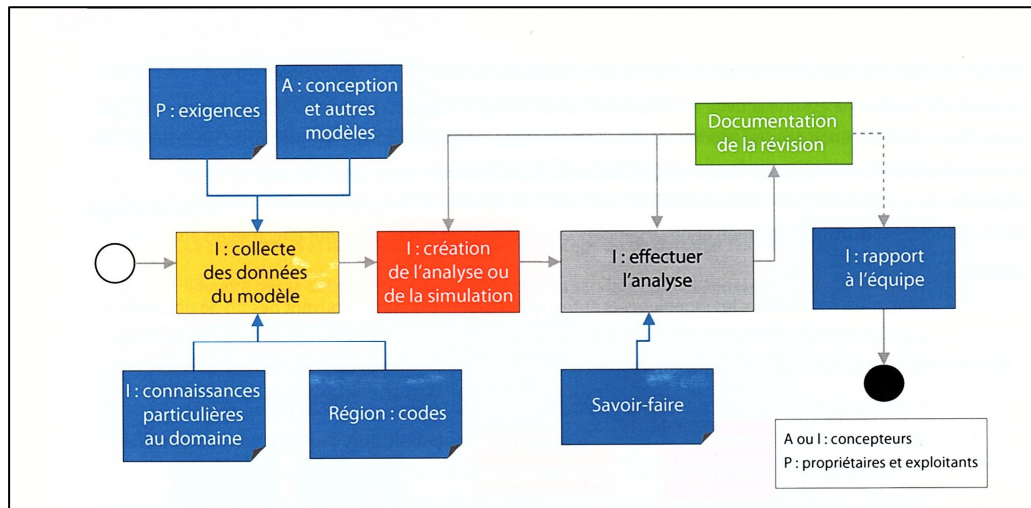 P : exigences
A : conception
et autres
modèles
Documentation
de la révision
I : collecte
des données
du modèle
I : création
de l'analyse ou
de la simulation
I : effectuer
l'analyse
I : rapport
à l'équipe
I : connaissances
particulières
au domaine
Région : codes
Savoir-faire
A ou I : concepteurs
P : propriétaires et exploitants